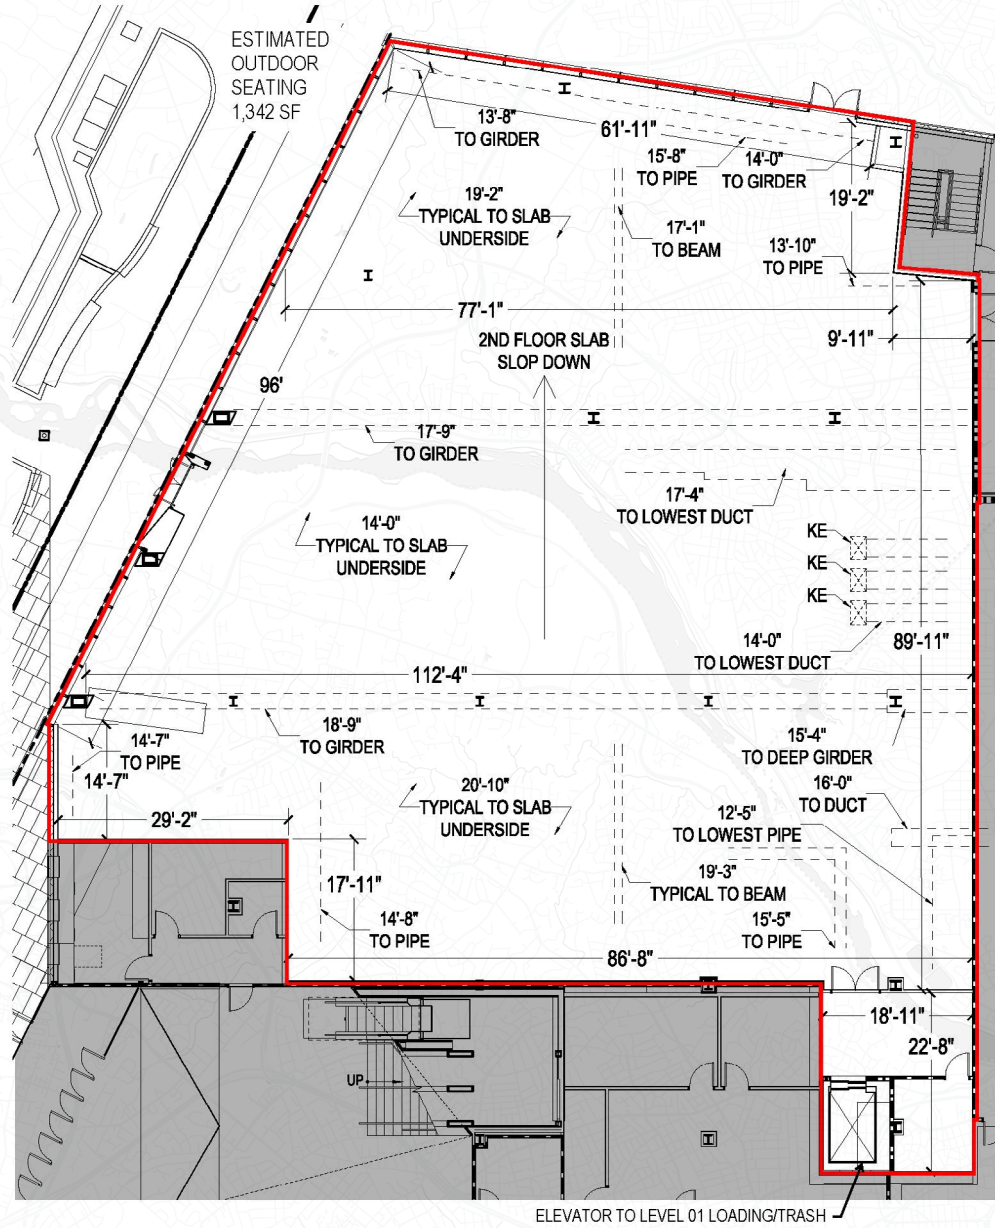 ESTIMATED
OUTDOOR
SEATING
1,342 SF
13'-8"
TO GIRDER
61'-11"
15'-8"
TO PIPE
14'-0"
TO GIRDER
19'-2"
19'-2"
TYPICAL TO SLAB
UNDERSIDE
17'-1"
TO BEAM
13'-10"
TO PIPE
77'-1"
9'-11"
2ND FLOOR SLAB
SLOP DOWN
96'
17'-9"
TO GIRDER
17'-4"
TO LOWEST DUCT
14'-0"
TYPICAL TO SLAB
UNDERSIDE
KE
KE
KE
14'-0"
TO LOWEST DUCT
89'-11"
112'-4"
18'-9"
TO GIRDER
14'-7"
TO PIPE
14'-7"
15'-4"
TO DEEP GIRDER
16'-0"
TO DUCT
20'-10"
TYPICAL TO SLAB
UNDERSIDE
12'-5"
TO LOWEST PIPE
29'-2"
19'-3"
TYPICAL TO BEAM
17'-11"
14'-8"
TO PIPE
15'-5"
TO PIPE
86'-8"
18'-11"
22'-8"
UP
ELEVATOR TO LEVEL 01 LOADING/TRASH